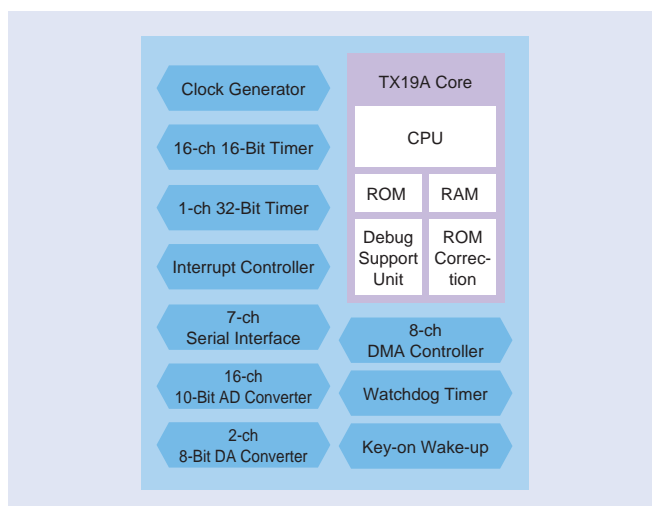 Clock Generator
16-ch 16-Bit Timer
1-ch 32-Bit Timer
Interrupt Controller
7-ch
Serial Interface
16-ch
10-Bit AD Converter
2-ch
8-Bit DA Converter
TX19A Core
CPU
ROM
RAM
Debug
Support
Unit
ROM
Correc-
tion
8-ch
DMA Controller
Watchdog Timer
Key-on Wake-up